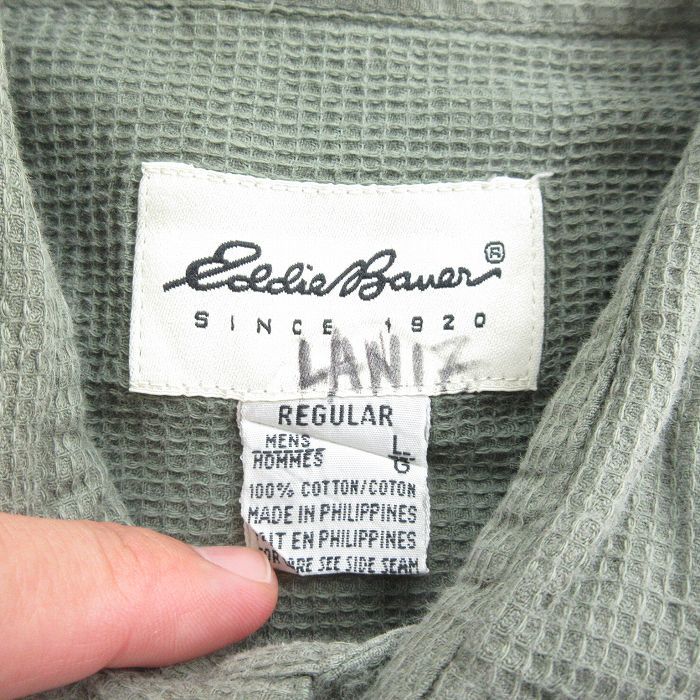 Eddie Bauer®
SINCE 1920
LANIZ
REGULAR
MENS L
HOMMES G
100% COTTON/COTON
MADE IN PHILIPPINES
EN PHILIPPINES
SEE SIDE SEAM